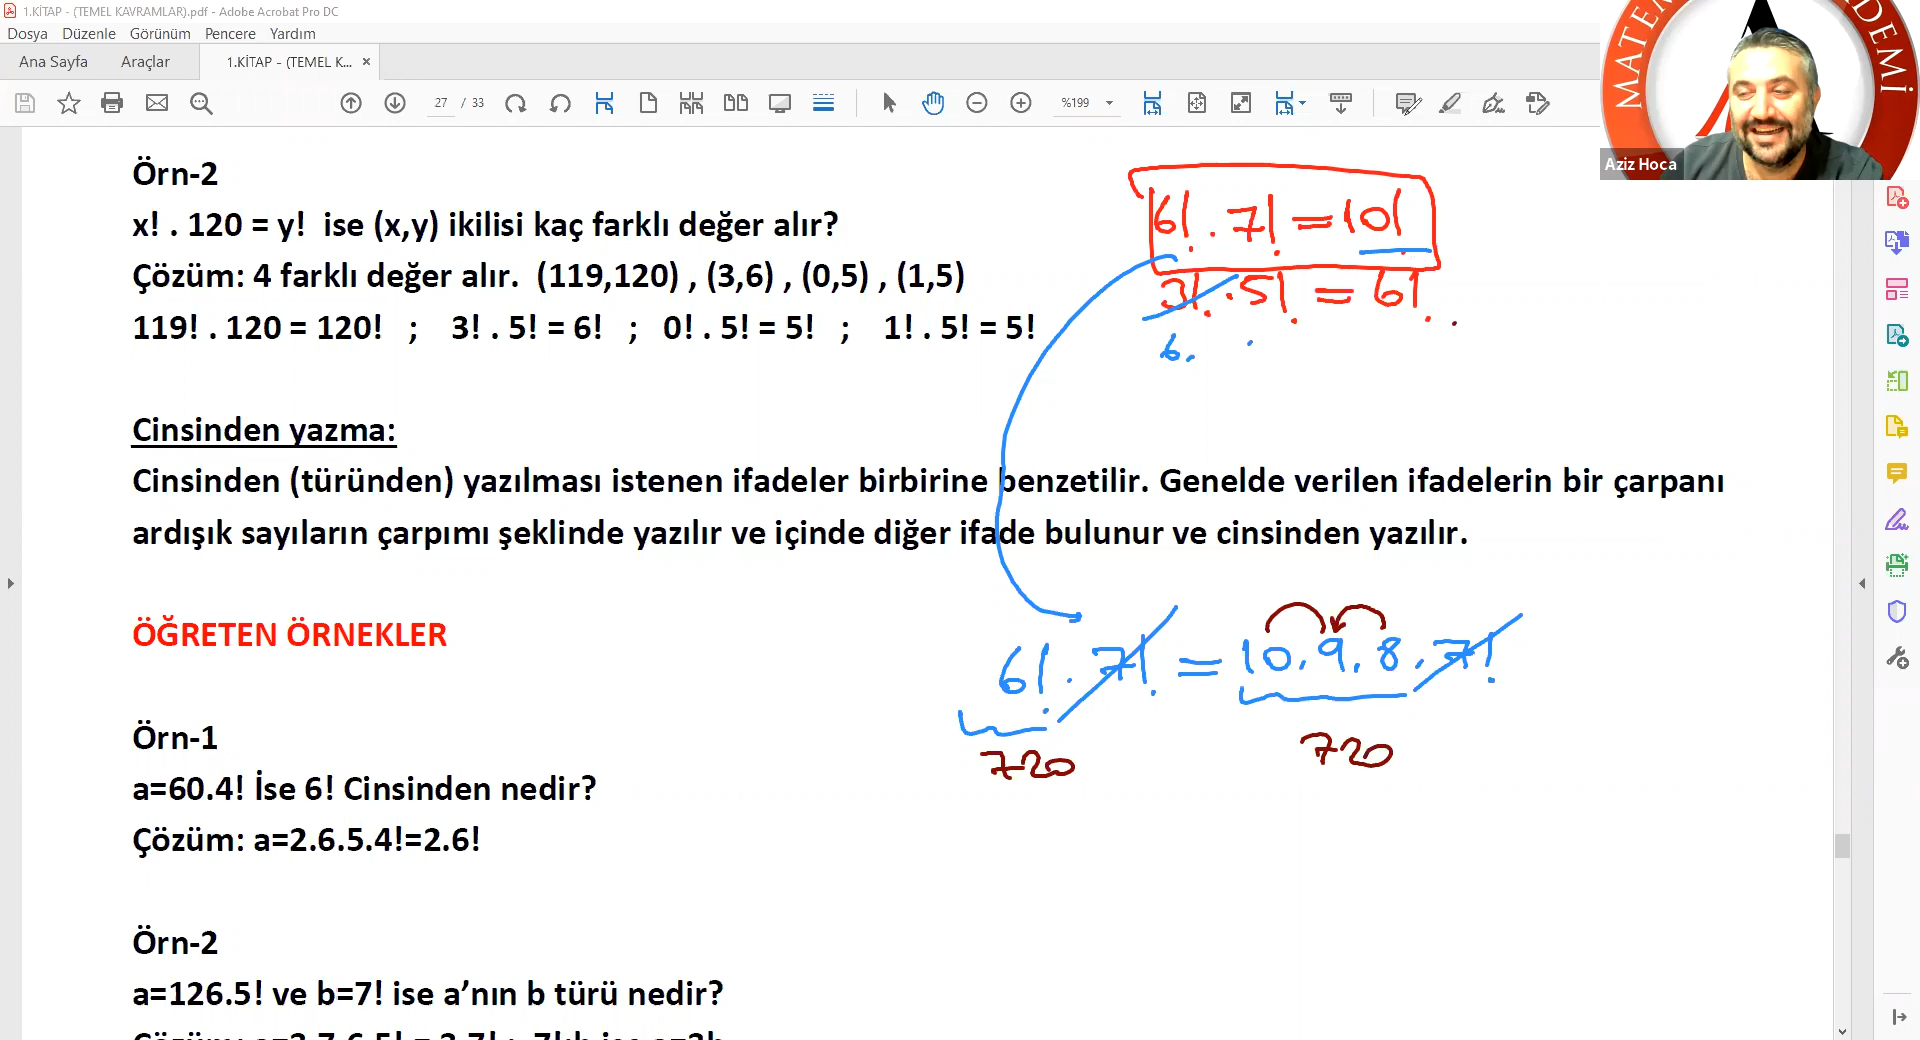 1.KİTAP - (TEMEL KAVRAMLAR).pdf - Adobe Acrobat Pro DC
Dosya Düzenle Görünüm Pencere Yardım
Ana Sayfa Araçlar 1.KİTAP - (TEMEL K... ×
27 / 33 %199
MATEM
DEMİ
Aziz Hoca
Örn-2
x! . 120 = y! ise (x,y) ikilisi kaç farklı değer alır?
Çözüm: 4 farklı değer alır. (119,120) , (3,6) , (0,5) , (1,5)
119! . 120 = 120! ; 3! . 5! = 6! ; 0! . 5! = 5! ; 1! . 5! = 5!
6! . 7! = 10!
3! . 5! = 6!
6.
Cinsinden yazma:
Cinsinden (türünden) yazılması istenen ifadeler birbirine benzetilir. Genelde verilen ifadelerin bir çarpanı
ardışık sayıların çarpımı şeklinde yazılır ve içinde diğer ifade bulunur ve cinsinden yazılır.
ÖĞRETEN ÖRNEKLER
6! . 7! = 10.9.8.7!
720 720
Örn-1
a=60.4! İse 6! Cinsinden nedir?
Çözüm: a=2.6.5.4!=2.6!
Örn-2
a=126.5! ve b=7! ise a’nın b türü nedir?